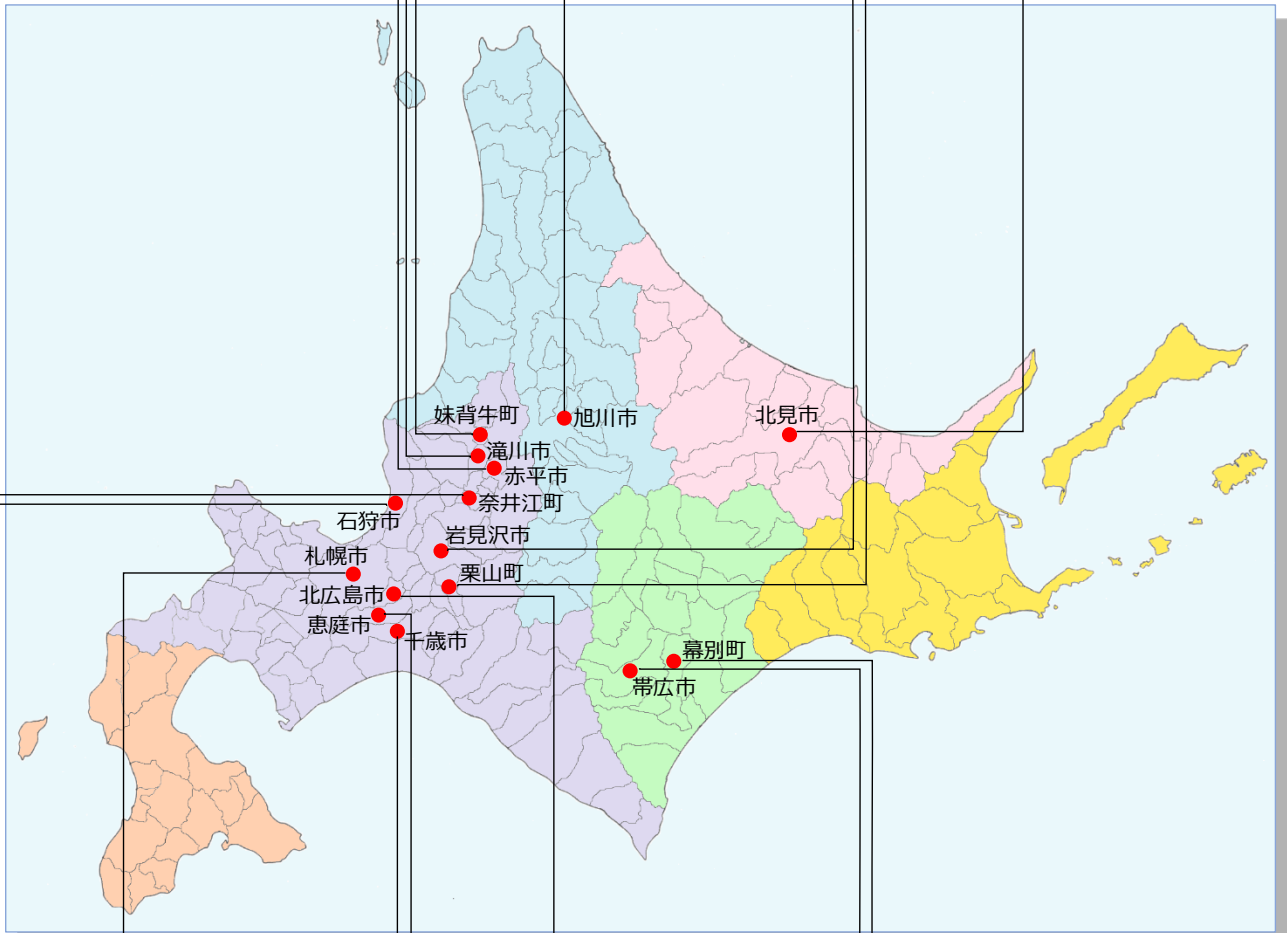 妹背牛町
旭川市
北見市
滝川市
赤平市
奈井江町
石狩市
岩見沢市
札幌市
栗山町
北広島市
恵庭市
千歳市
幕別町
帯広市